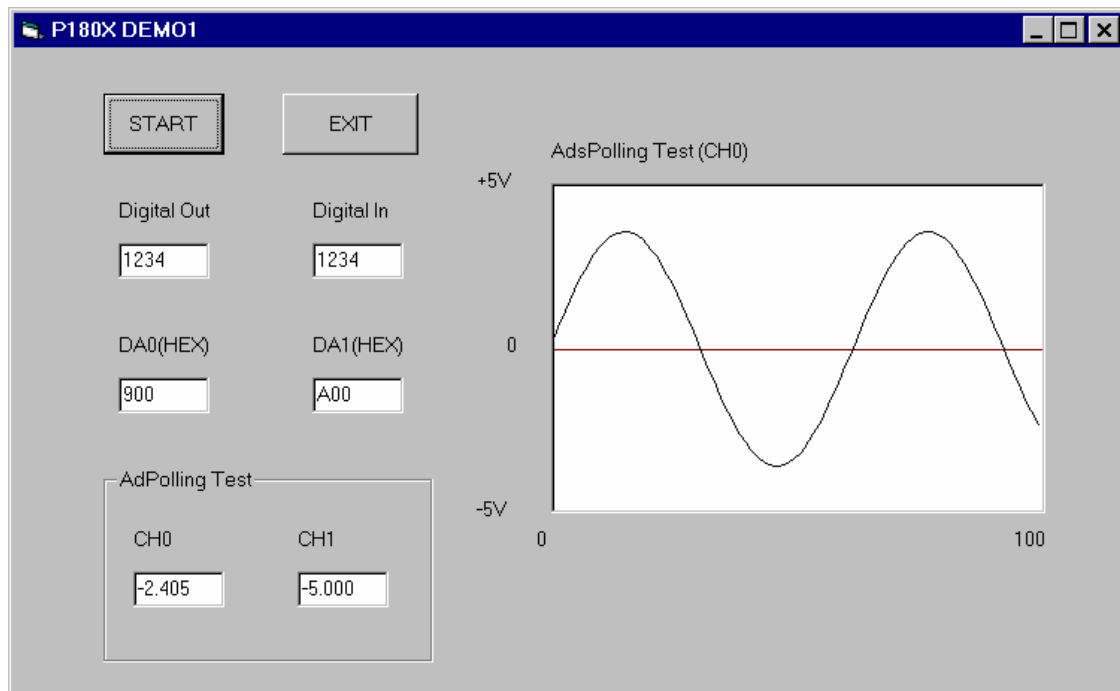 P180X DEMO1
START
EXIT
AdsPolling Test (CH0)
+5V
Digital Out
Digital In
1234
1234
DA0(HEX)
DA1(HEX)
0
900
A00
AdPolling Test
-5V
CH0
CH1
0
100
-2.405
-5.000